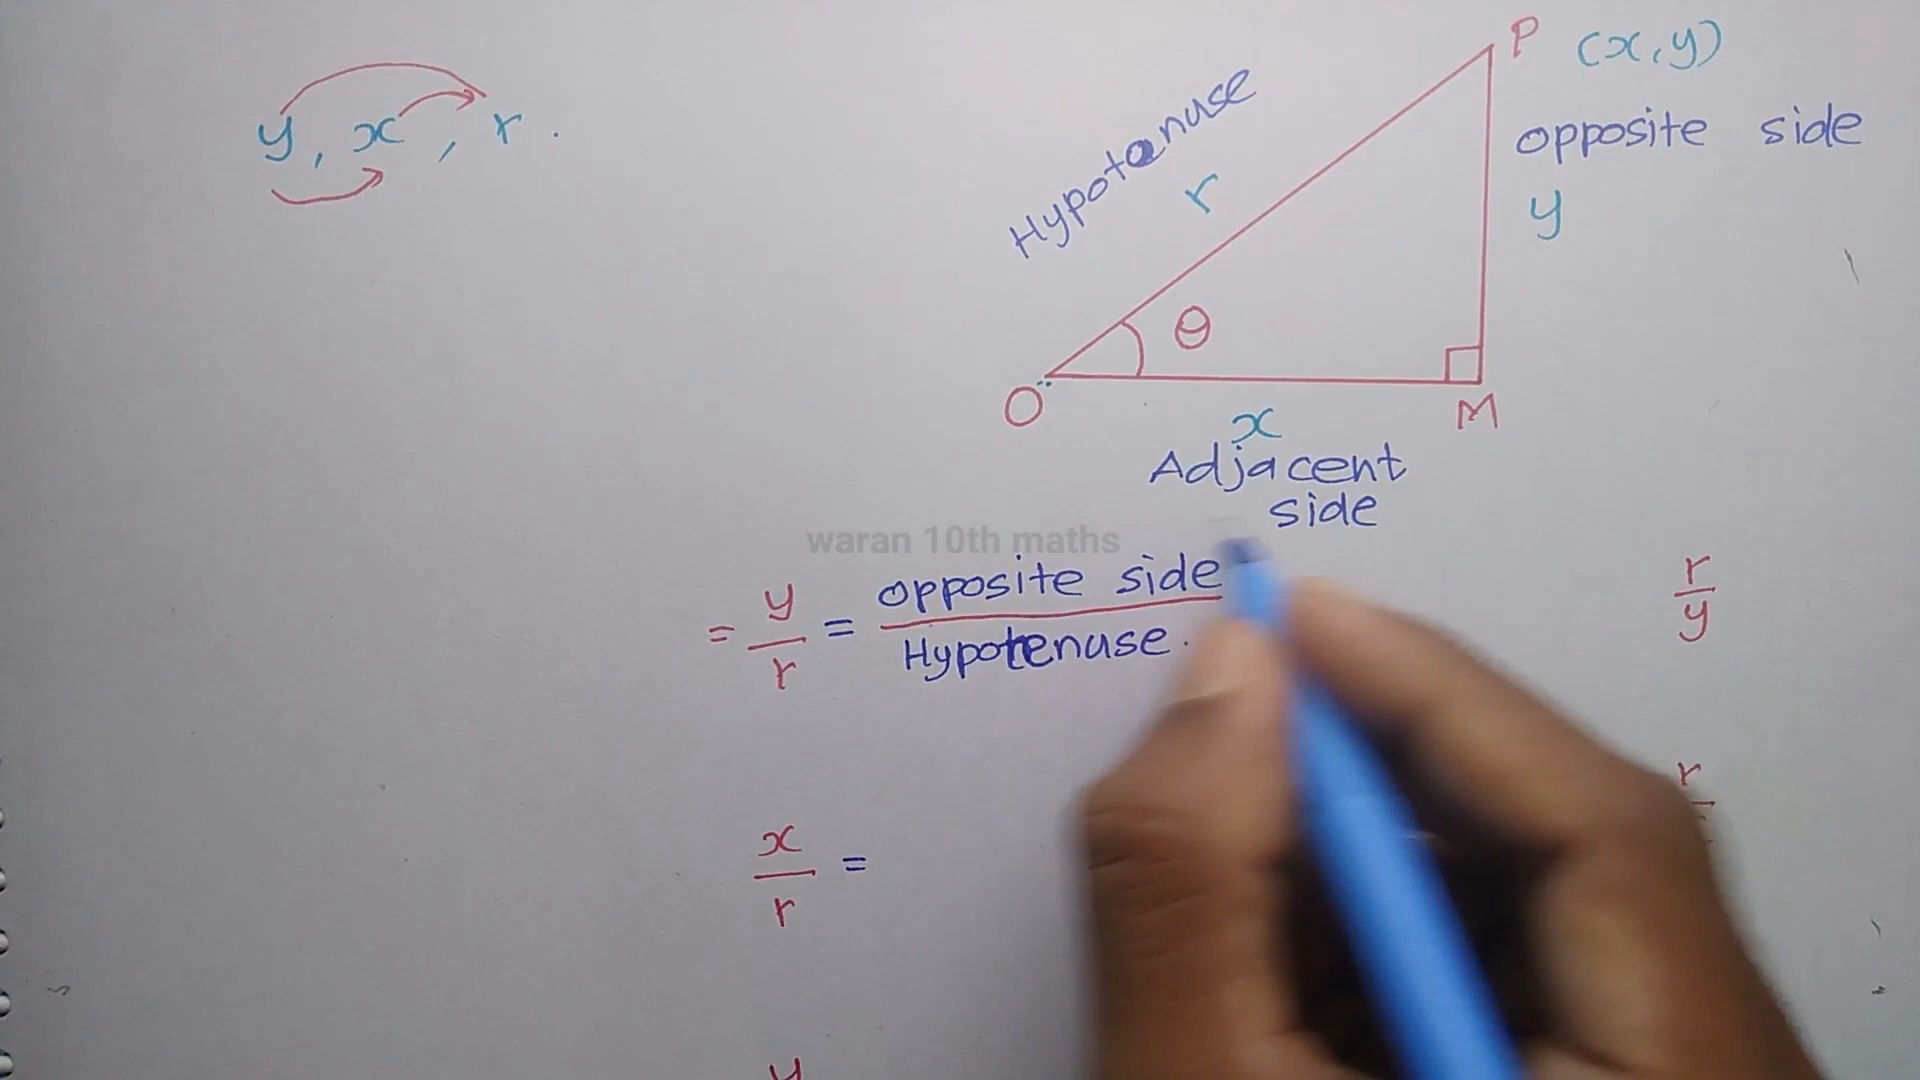 P (x, y)
Hypotenuse
y, x, r.
opposite side
r
y
θ
O
M
x
Adjacent
side
waran 10th maths
= y/r = opposite side / Hypotenuse.
r/y
x/r =
r
y